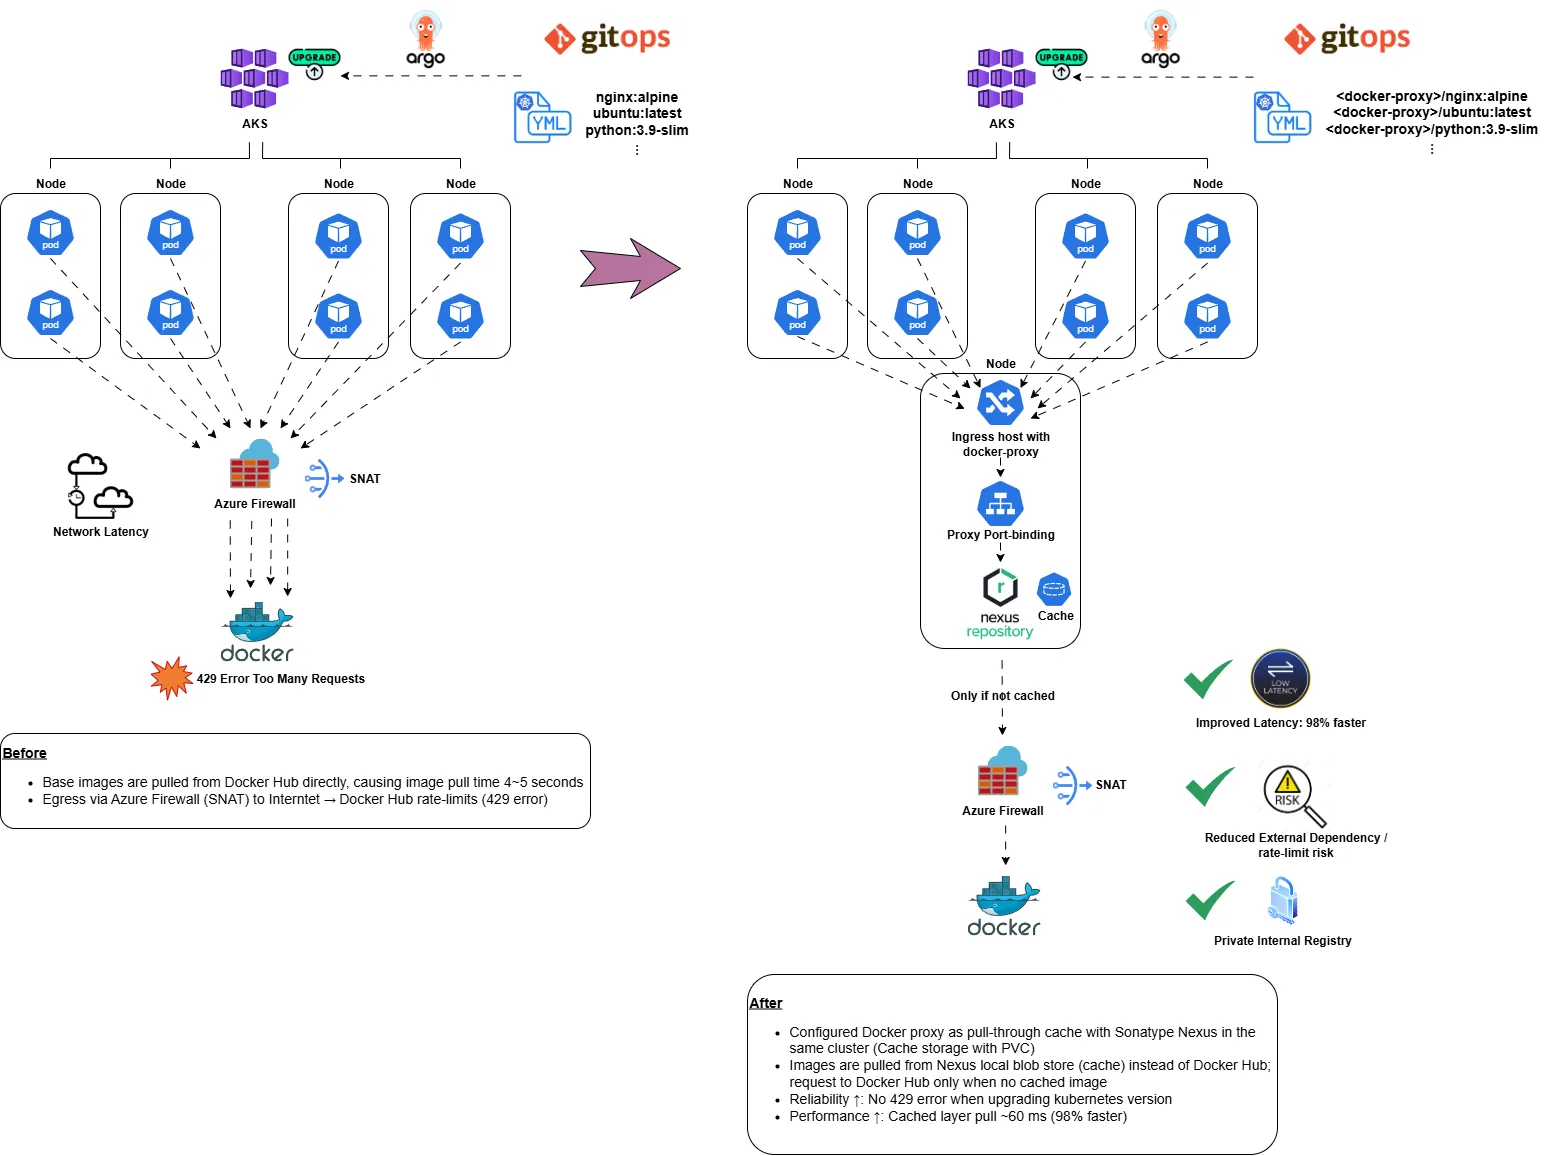 argo
gitops
UPGRADE
AKS
nginx:alpine
ubuntu:latest
python:3.9-slim
⋮
YML
Node
Node
Node
Node
pod
pod
pod
pod
pod
pod
pod
pod
Azure Firewall
SNAT
Network Latency
docker
429 Error Too Many Requests
Before
• Base images are pulled from Docker Hub directly, causing image pull time 4~5 seconds
• Egress via Azure Firewall (SNAT) to Interntet → Docker Hub rate-limits (429 error)
argo
gitops
UPGRADE
AKS
<docker-proxy>/nginx:alpine
<docker-proxy>/ubuntu:latest
<docker-proxy>/python:3.9-slim
⋮
YML
Node
Node
Node
Node
pod
pod
pod
pod
pod
pod
pod
pod
Node
Ingress host with
docker-proxy
Proxy Port-binding
r
nexus
repository
Cache
Only if not cached
Azure Firewall
SNAT
docker
LOW
LATENCY
Improved Latency: 98% faster
RISK
Reduced External Dependency /
rate-limit risk
Private Internal Registry
After
• Configured Docker proxy as pull-through cache with Sonatype Nexus in the
same cluster (Cache storage with PVC)
• Images are pulled from Nexus local blob store (cache) instead of Docker Hub;
request to Docker Hub only when no cached image
• Reliability ↑: No 429 error when upgrading kubernetes version
• Performance ↑: Cached layer pull ~60 ms (98% faster)